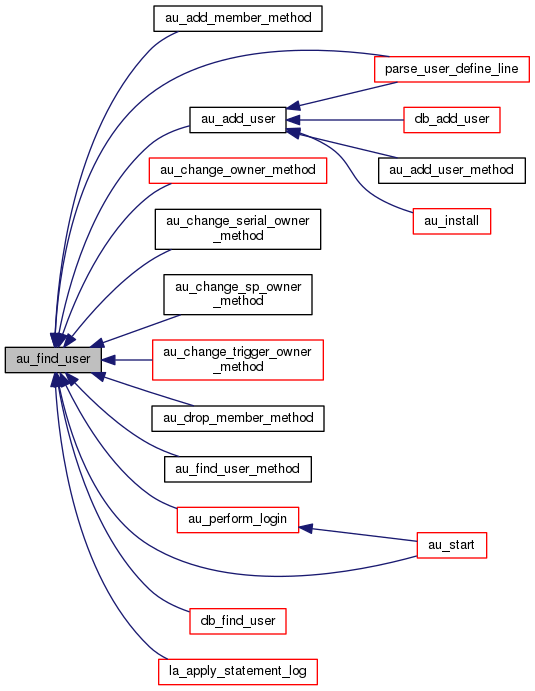 au_add_member_method
parse_user_define_line
au_add_user
db_add_user
au_add_user_method
au_change_owner_method
au_install
au_change_serial_owner
_method
au_change_sp_owner
_method
au_find_user
au_change_trigger_owner
_method
au_drop_member_method
au_find_user_method
au_perform_login
au_start
db_find_user
la_apply_statement_log